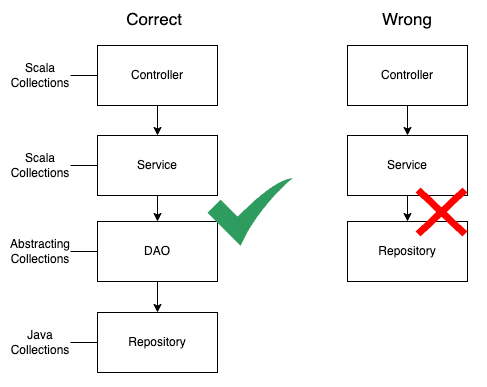 Correct
Wrong
Scala
Collections
Controller
Controller
Scala
Collections
Service
Service
Abstracting
Collections
DAO
Repository
Java
Collections
Repository